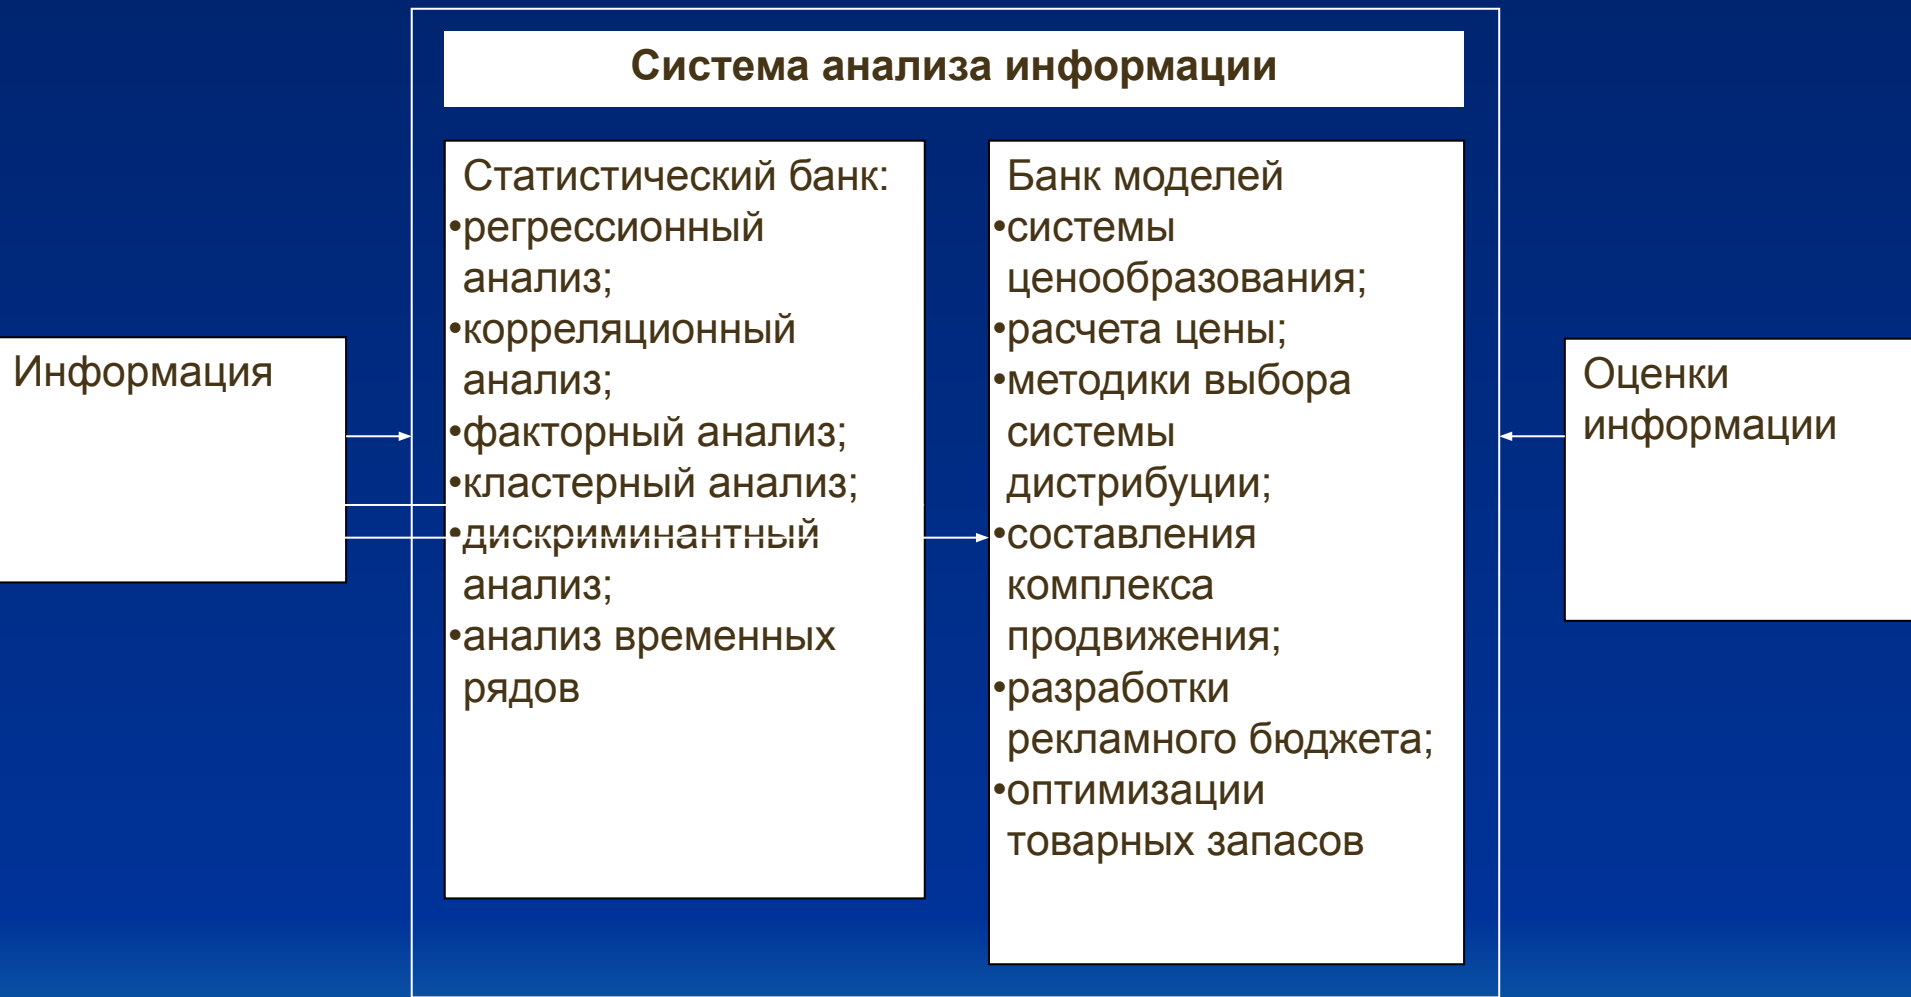 Система анализа информации
Информация
Статистический банк:
•регрессионный
анализ;
•корреляционный
анализ;
•факторный анализ;
•кластерный анализ;
•дискриминантный
анализ;
•анализ временных
рядов
Банк моделей
•системы
ценообразования;
•расчета цены;
•методики выбора
системы
дистрибуции;
•составления
комплекса
продвижения;
•разработки
рекламного бюджета;
•оптимизации
товарных запасов
Оценки
информации